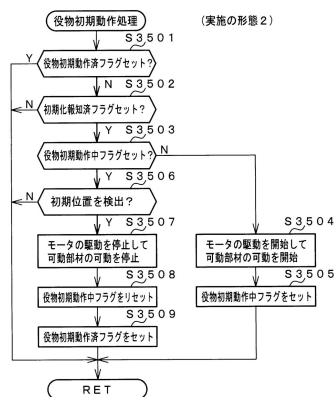 役物初期動作処理
(実施の形態2)
S3501
Y
役物初期動作済フラグセット?
N
S3502
N
初期化報知済フラグセット?
Y
S3503
役物初期動作中フラグセット?
N
Y
S3506
N
初期位置を検出?
Y
S3507
モータの駆動を停止して
可動部材の可動を停止
S3504
モータの駆動を開始して
可動部材の可動を開始
S3508
役物初期動作中フラグをリセット
S3505
役物初期動作中フラグをセット
S3509
役物初期動作済フラグをセット
RET